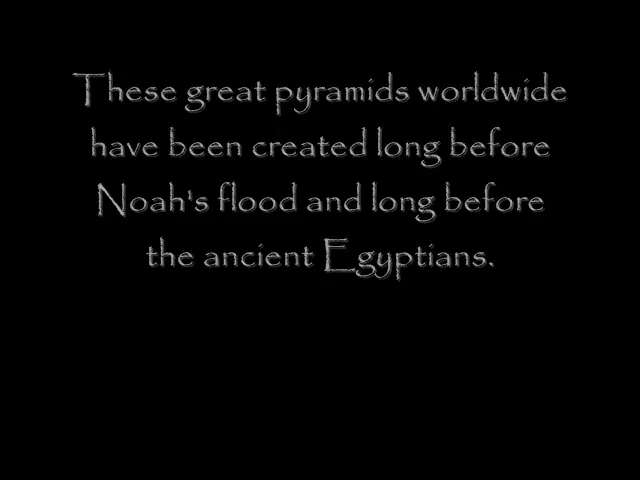 These great pyramids worldwide
have been created long before
Noah's flood and long before
the ancient Egyptians.